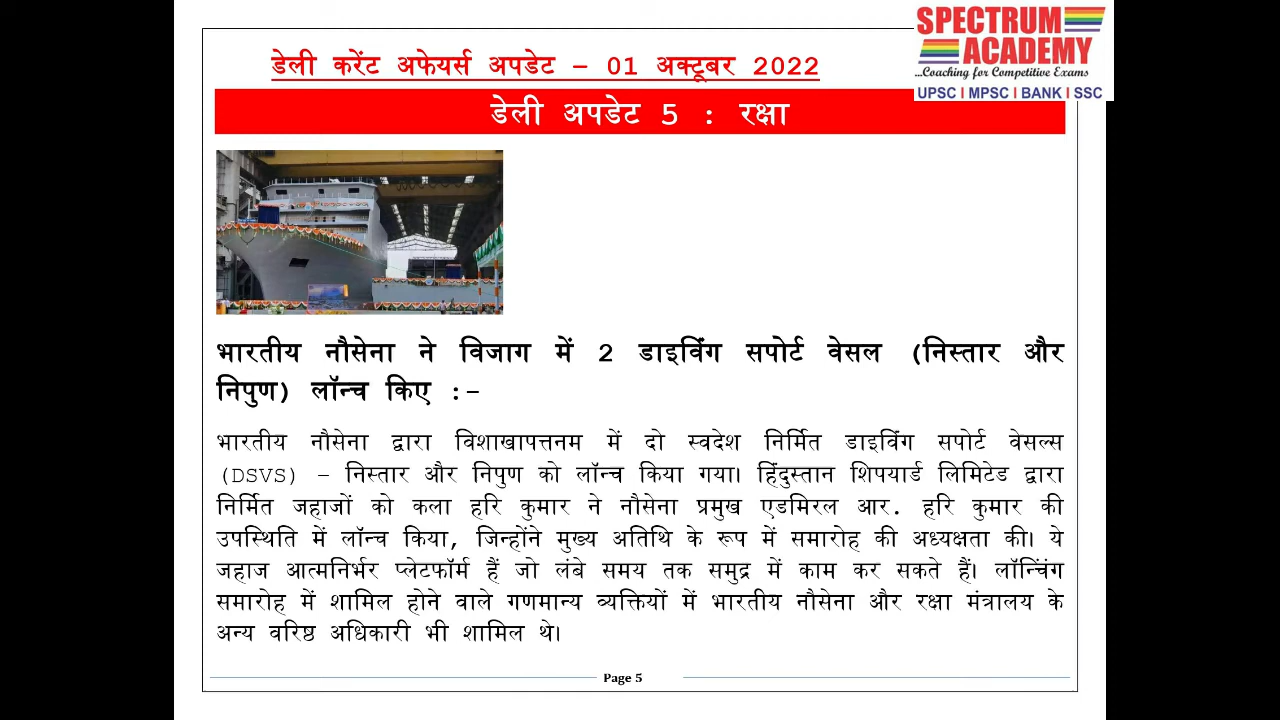 SPECTRUM
ACADEMY
...Coaching for Competitive Exams
UPSC | MPSC | BANK | SSC
डेली करेंट अफेयर्स अपडेट – 01 अक्टूबर 2022
डेली अपडेट 5 : रक्षा
भारतीय नौसेना ने विजाग में 2 डाइविंग सपोर्ट वेसल (निस्तार और
निपुण) लॉन्च किए :-
भारतीय नौसेना द्वारा विशाखापत्तनम में दो स्वदेश निर्मित डाइविंग सपोर्ट वेसल्स
(DSVS) – निस्तार और निपुण को लॉन्च किया गया। हिंदुस्तान शिपयार्ड लिमिटेड द्वारा
निर्मित जहाजों को कला हरि कुमार ने नौसेना प्रमुख एडमिरल आर. हरि कुमार की
उपस्थिति में लॉन्च किया, जिन्होंने मुख्य अतिथि के रूप में समारोह की अध्यक्षता की। ये
जहाज आत्मनिर्भर प्लेटफॉर्म हैं जो लंबे समय तक समुद्र में काम कर सकते हैं। लॉन्चिंग
समारोह में शामिल होने वाले गणमान्य व्यक्तियों में भारतीय नौसेना और रक्षा मंत्रालय के
अन्य वरिष्ठ अधिकारी भी शामिल थे।
Page 5